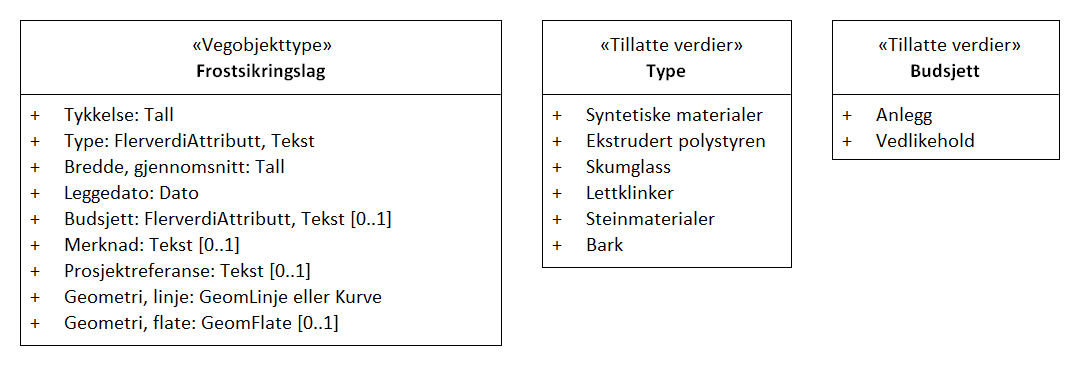 «Vegobjekttype»
Frostsikringslag
+ Tykkelse: Tall
+ Type: FlerverdiAttributt, Tekst
+ Bredde, gjennomsnitt: Tall
+ Leggedato: Dato
+ Budsjett: FlerverdiAttributt, Tekst [0..1]
+ Merknad: Tekst [0..1]
+ Prosjektreferanse: Tekst [0..1]
+ Geometri, linje: GeomLinje eller Kurve
+ Geometri, flate: GeomFlate [0..1]
«Tillatte verdier»
Type
+ Syntetiske materialer
+ Ekstrudert polystyren
+ Skumglass
+ Lettklinker
+ Steinmaterialer
+ Bark
«Tillatte verdier»
Budsjett
+ Anlegg
+ Vedlikehold